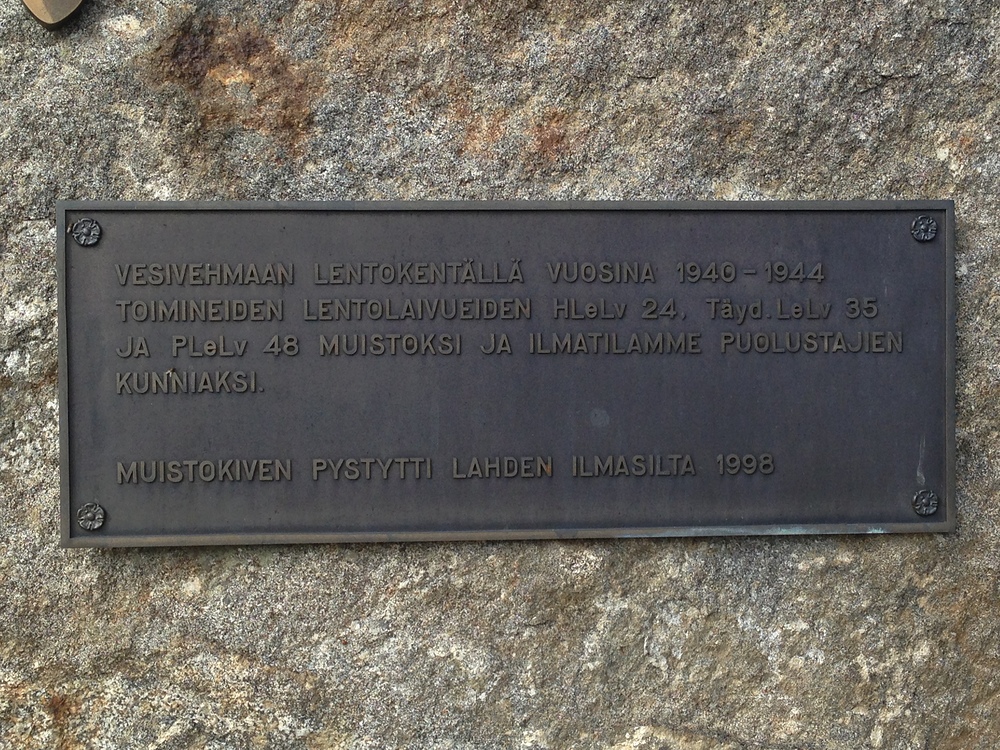 VESIVEHMAAN LENTOKENTÄLLÄ VUOSINA 1940 – 1944
TOIMINEIDEN LENTOLAIVUEIDEN HLeLv 24, Täyd.LeLv 35
JA PLeLv 48 MUISTOKSI JA ILMATILAMME PUOLUSTAJIEN
KUNNIAKSI.
MUISTOKIVEN PYSTYTTI LAHDEN ILMASILTA 1998